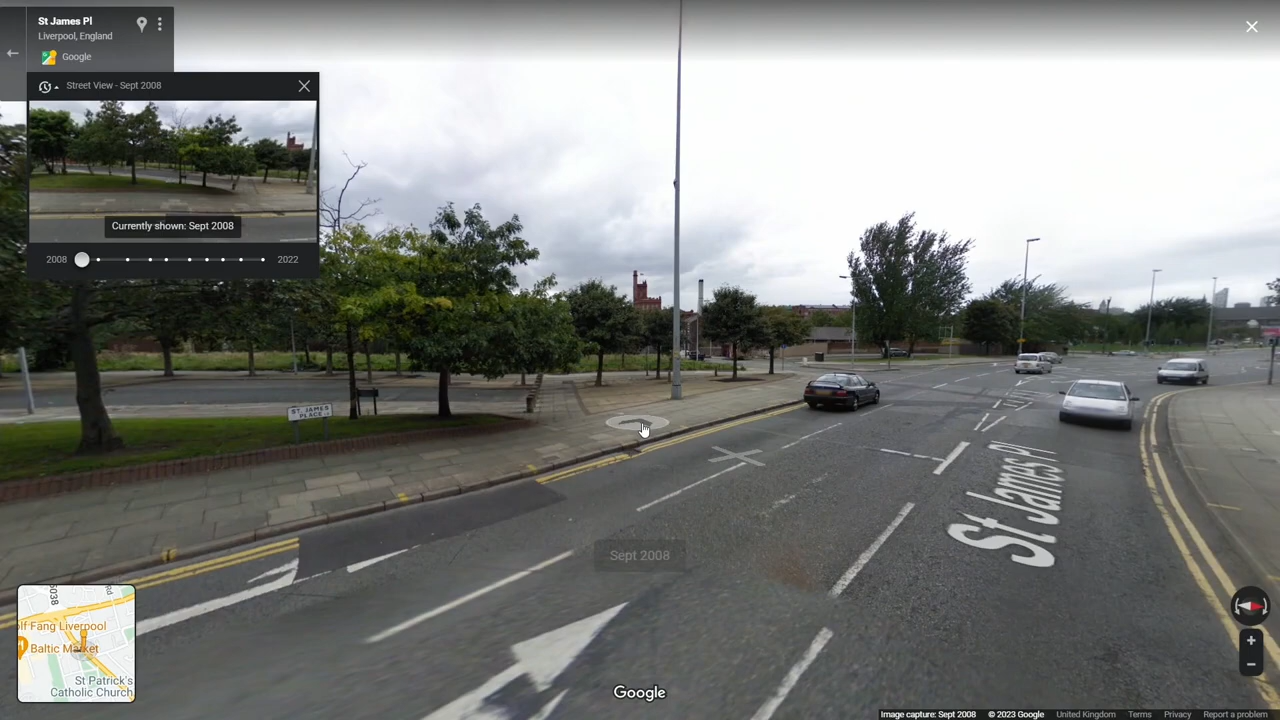 St James Pl
Liverpool, England
Google
Street View - Sept 2008
Currently shown: Sept 2008
2008
2022
ST. JAMES
PLACE
St James Pl
Sept 2008
olf Fang Liverpool
Baltic Market
St Patrick's
Catholic Church
5038
Rd
Google
Image capture: Sept 2008 © 2023 Google United Kingdom Terms Privacy Report a problem